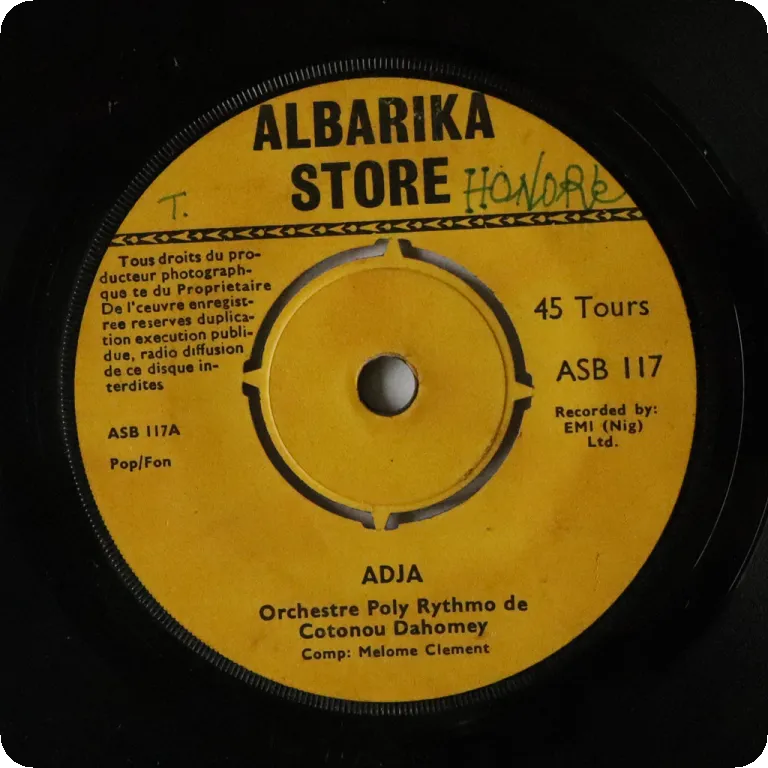 ALBARIKA
STORE
T. HONORÉ
Tous droits du pro-
ducteur photograph-
que te du Proprietaire
De l'ceuvre enregist-
ree reserves duplica-
tion execution publi-
due, radio diffusion
de ce disque in-
terdites
ASB 117A
Pop/Fon
45 Tours
ASB 117
Recorded by:
EMI (Nig)
Ltd.
ADJA
Orchestre Poly Rythmo de
Cotonou Dahomey
Comp: Melome Clement